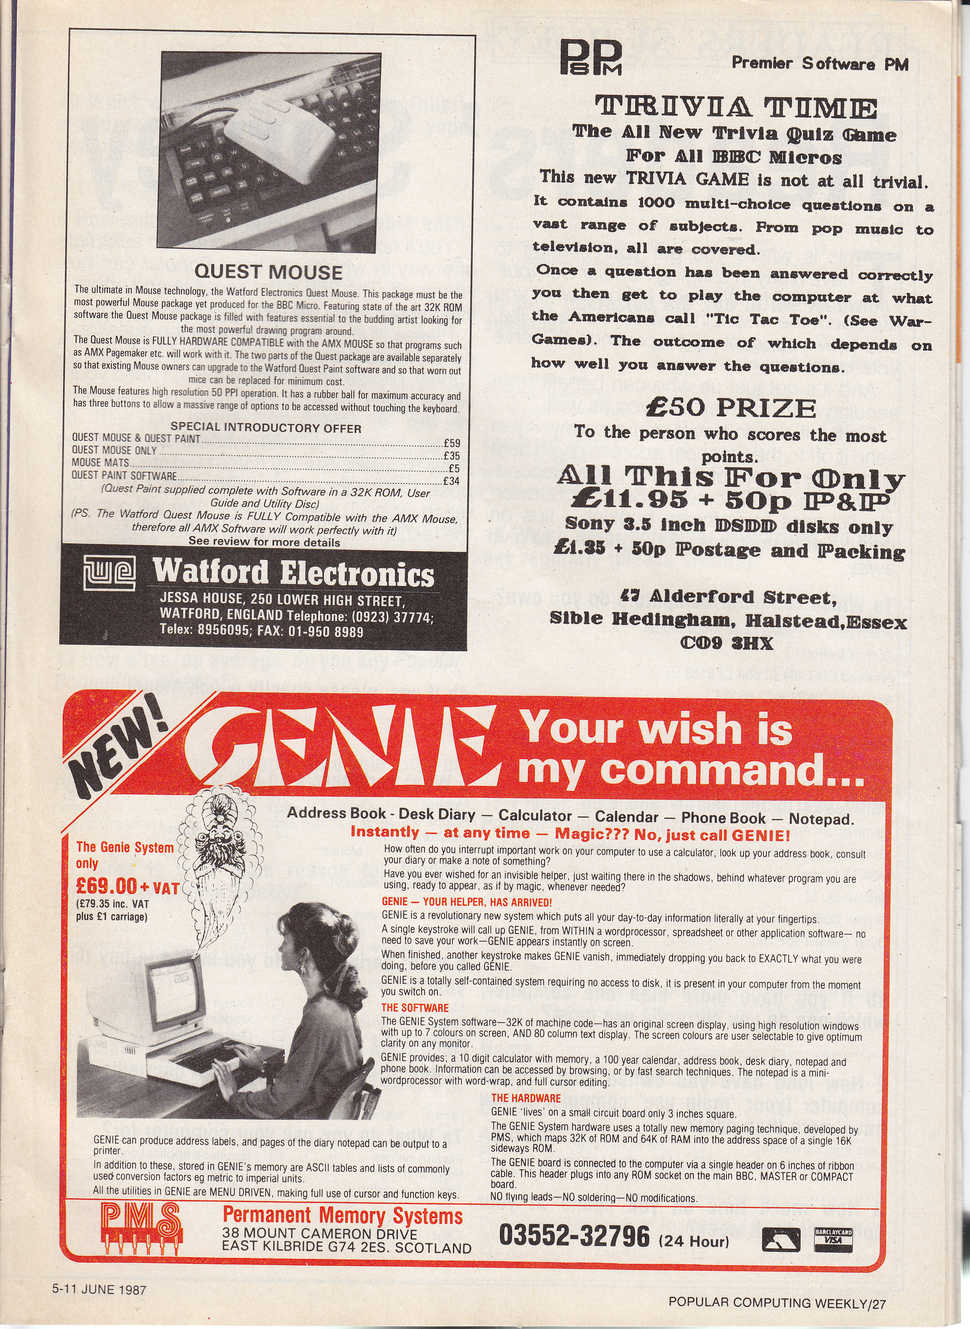 QUEST MOUSE
The ultimate in Mouse technology, the Watford Electronics Quest Mouse. This package must be the
most powerful Mouse package yet produced for the BBC Micro. Featuring state of the art 32K ROM
software the Quest Mouse package is filled with features essential to the budding artist looking for
the most powerful drawing program around.
The Quest Mouse is FULLY HARDWARE COMPATIBLE with the AMX MOUSE so that programs such
as AMX Pagemaker etc. will work with it. The two parts of the Quest package are available separately
so that existing Mouse owners can upgrade to the Watford Quest Paint software and so that worn out
mice can be replaced for minimum cost.
The Mouse features high resolution 50 PPI operation. It has a rubber ball for maximum accuracy and
has three buttons to allow a massive range of options to be accessed without touching the keyboard.
SPECIAL INTRODUCTORY OFFER
QUEST MOUSE & QUEST PAINT...£59
QUEST MOUSE ONLY...£35
MOUSE MATS...£5
QUEST PAINT SOFTWARE...£34
(Quest Paint supplied complete with Software in a 32K ROM, User
Guide and Utility Disc)
(PS. The Watford Quest Mouse is FULLY Compatible with the AMX Mouse,
therefore all AMX Software will work perfectly with it)
See review for more details
WE Watford Electronics
JESSA HOUSE, 250 LOWER HIGH STREET,
WATFORD, ENGLAND Telephone: (0923) 37774;
Telex: 8956095; FAX: 01-950 8989
PS PM
Premier Software PM
TRIVIA TIME
The All New Trivia Quiz Game
For All BBC Micros
This new TRIVIA GAME is not at all trivial.
It contains 1000 multi-choice questions on a
vast range of subjects. From pop music to
television, all are covered.
Once a question has been answered correctly
you then get to play the computer at what
the Americans call "Tic Tac Toe". (See War-
Games). The outcome of which depends on
how well you answer the questions.
£50 PRIZE
To the person who scores the most
points.
All This For Only
£11.95 + 50p P&P
Sony 3.5 inch DSDD disks only
£1.35 + 50p Postage and Packing
47 Alderford Street,
Sible Hedingham, Halstead,Essex
CO9 3HX
NEW!
GENIE
Your wish is
my command...
Address Book - Desk Diary — Calculator — Calendar — Phone Book — Notepad.
Instantly — at any time — Magic??? No, just call GENIE!
The Genie System
only
£69.00 + VAT
(£79.35 inc. VAT
plus £1 carriage)
How often do you interrupt important work on your computer to use a calculator, look up your address book, consult
your diary or make a note of something?
Have you ever wished for an invisible helper, just waiting there in the shadows, behind whatever program you are
using, ready to appear, as if by magic, whenever needed?
GENIE — YOUR HELPER, HAS ARRIVED!
GENIE is a revolutionary new system which puts all your day-to-day information literally at your fingertips.
A single keystroke will call up GENIE, from WITHIN a wordprocessor, spreadsheet or other application software— no
need to save your work—GENIE appears instantly on screen.
When finished, another keystroke makes GENIE vanish, immediately dropping you back to EXACTLY what you were
doing, before you called GENIE.
GENIE is a totally self-contained system requiring no access to disk, it is present in your computer from the moment
you switch on.
THE SOFTWARE
The GENIE System software—32K of machine code—has an original screen display, using high resolution windows
with up to 7 colours on screen, AND 80 column text display. The screen colours are user selectable to give optimum
clarity on any monitor.
GENIE provides; a 10 digit calculator with memory, a 100 year calendar, address book, desk diary, notepad and
phone book. Information can be accessed by browsing, or by fast search techniques. The notepad is a mini-
wordprocessor with word-wrap, and full cursor editing.
THE HARDWARE
GENIE 'lives' on a small circuit board only 3 inches square.
The GENIE System hardware uses a totally new memory paging technique, developed by
PMS, which maps 32K of ROM and 64K of RAM into the address space of a single 16K
sideways ROM.
The GENIE board is connected to the computer via a single header on 6 inches of ribbon
cable. This header plugs into any ROM socket on the main BBC, MASTER or COMPACT
board.
NO flying leads—NO soldering—NO modifications.
GENIE can produce address labels, and pages of the diary notepad can be output to a
printer.
In addition to these, stored in GENIE's memory are ASCII tables and lists of commonly
used conversion factors eg metric to imperial units.
All the utilities in GENIE are MENU DRIVEN, making full use of cursor and function keys.
PMS
Permanent Memory Systems
38 MOUNT CAMERON DRIVE
EAST KILBRIDE G74 2ES. SCOTLAND
03552-32796 (24 Hour)
BARCLAYCARD
VISA
5-11 JUNE 1987
POPULAR COMPUTING WEEKLY/27